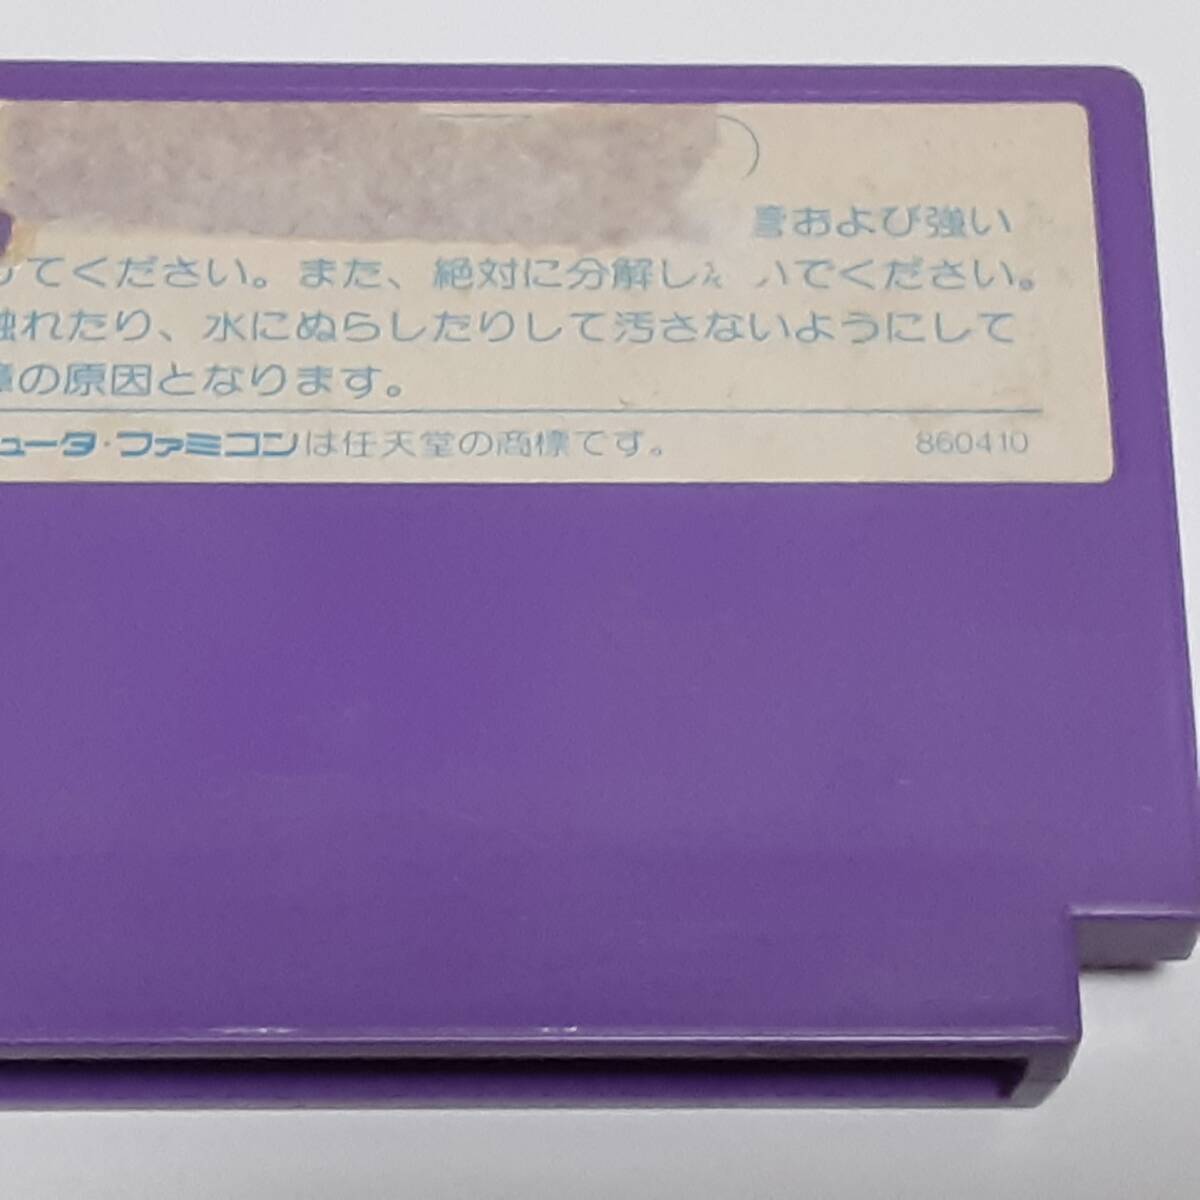 および強い
ってください。また、絶対に分解しないでください。
触れたり、水にぬらしたりして汚さないようにして
の原因となります。
ュータ・ファミコンは任天堂の商標です。
860410